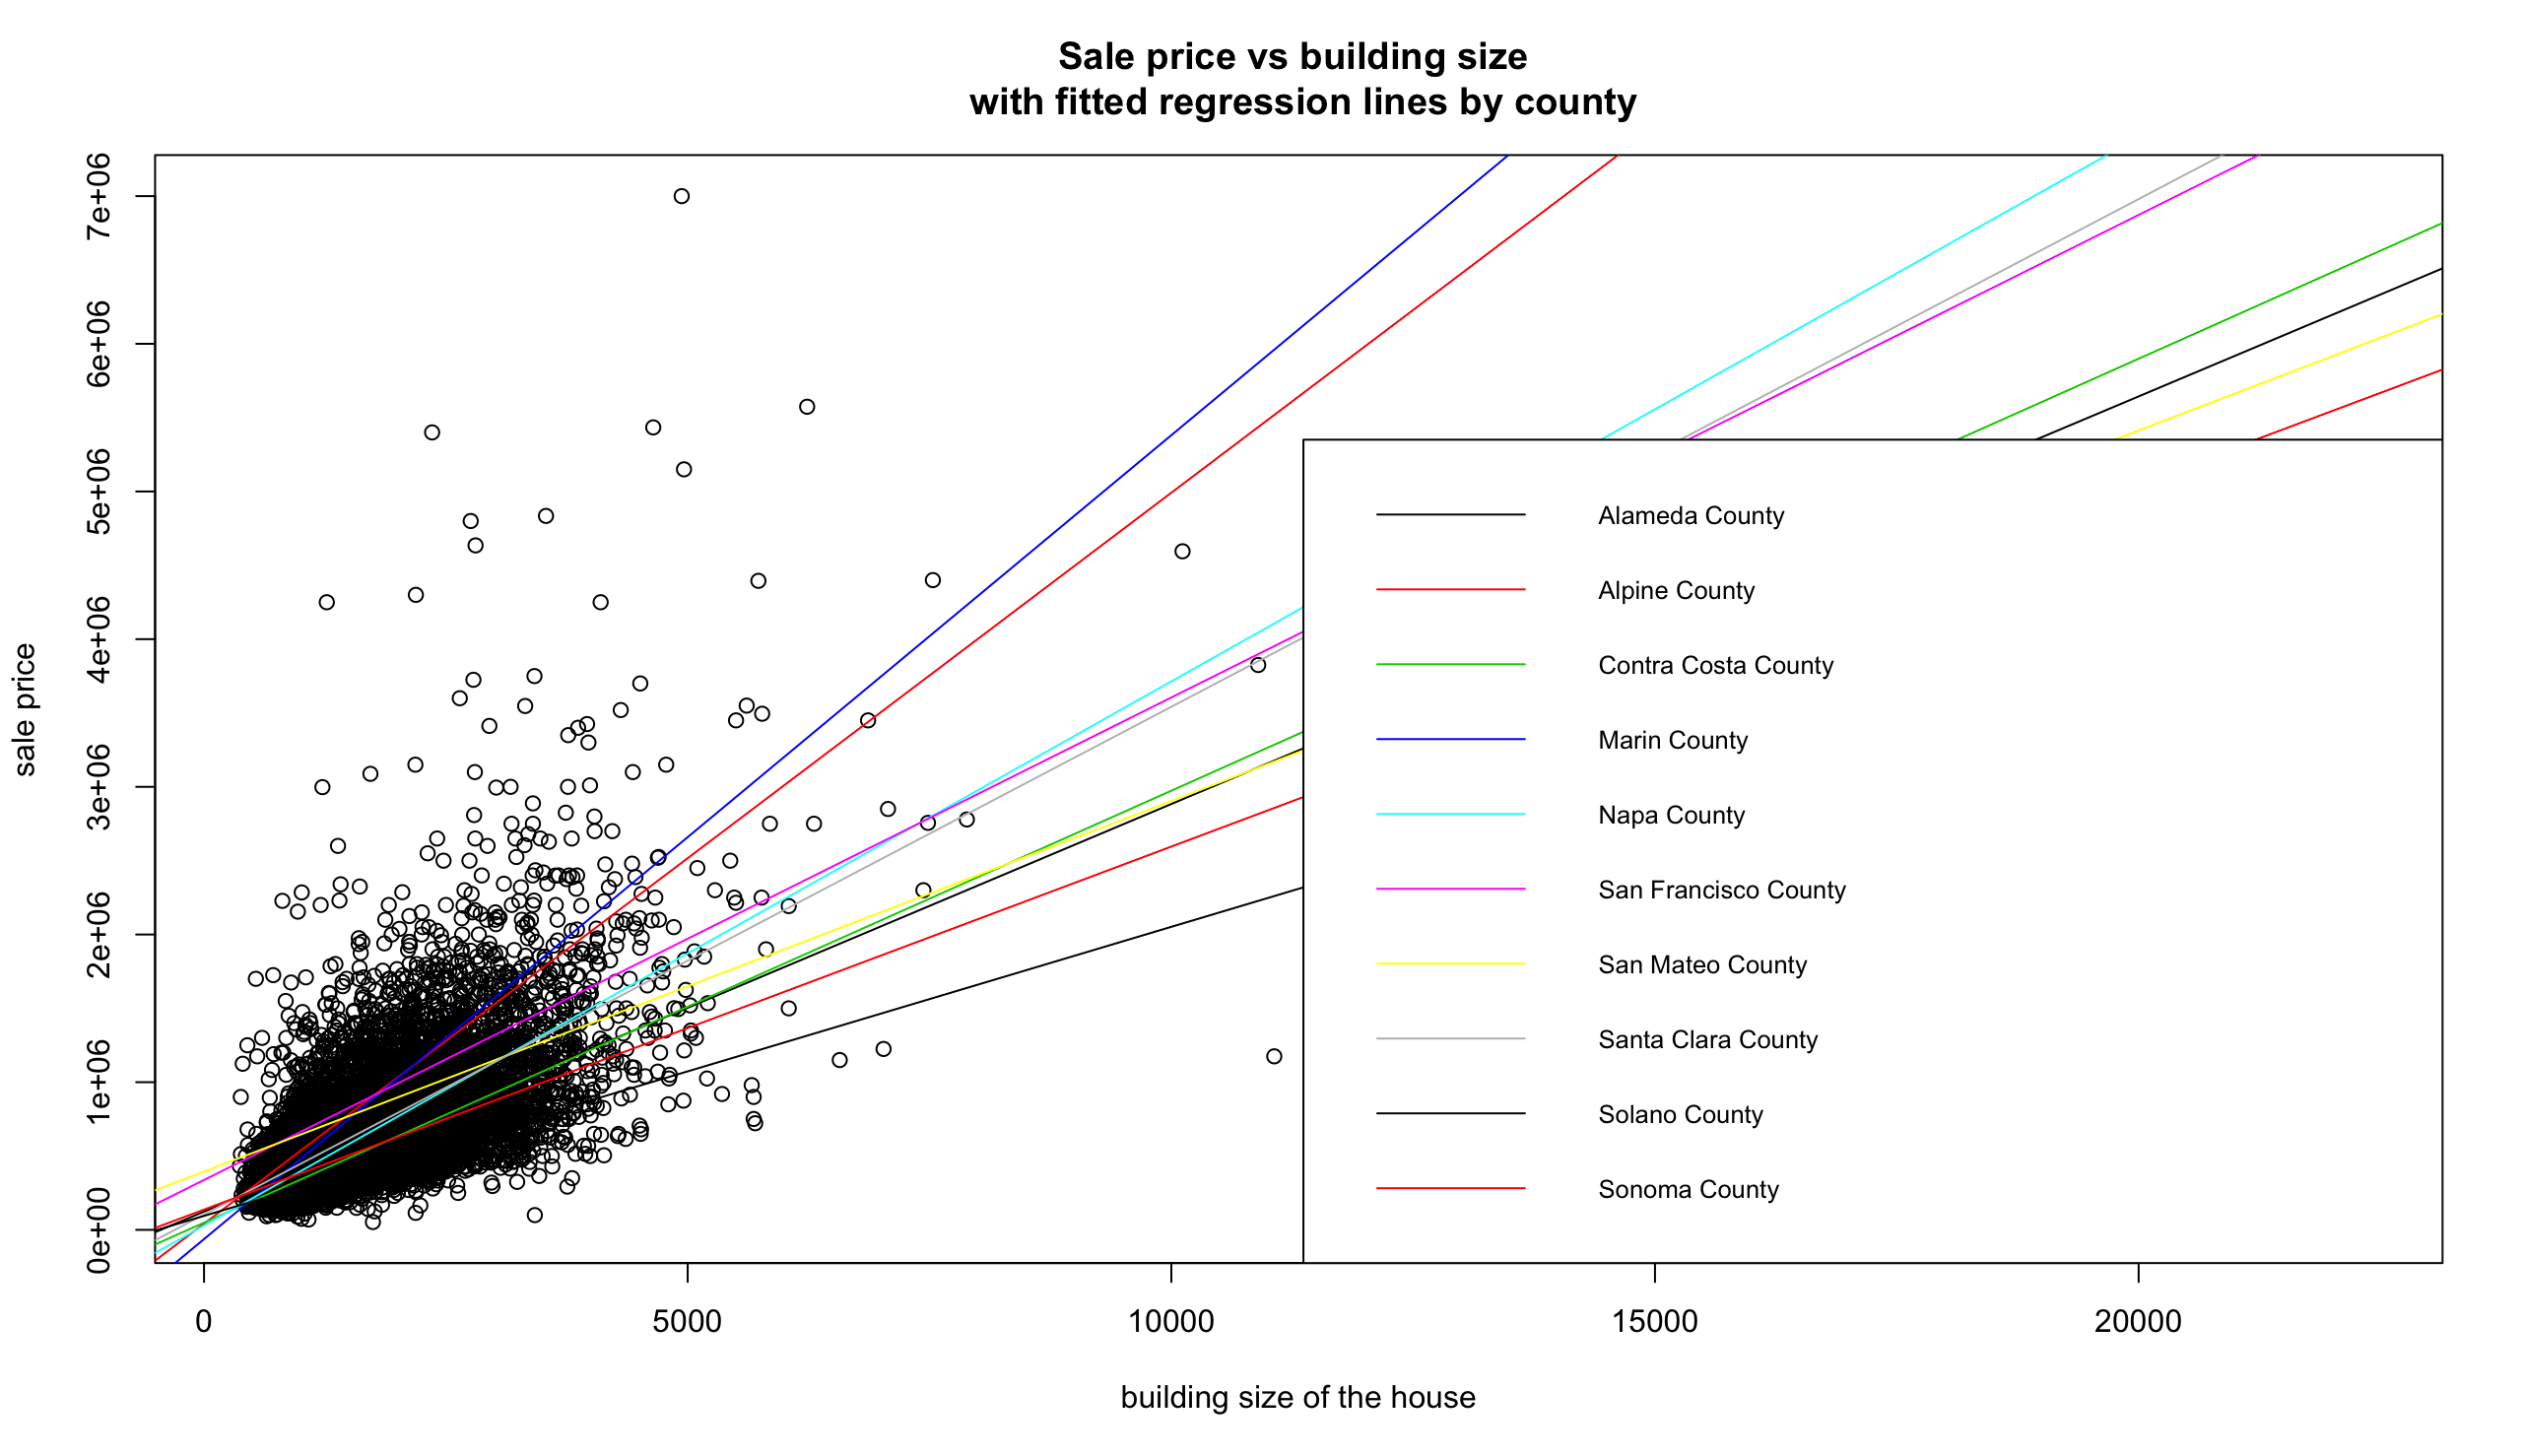 Sale price vs building size
with fitted regression lines by county
sale price
7e+06
6e+06
5e+06
4e+06
3e+06
2e+06
1e+06
0e+00
Alameda County
Alpine County
Contra Costa County
Marin County
Napa County
San Francisco County
San Mateo County
Santa Clara County
Solano County
Sonoma County
0 5000 10000 15000 20000
building size of the house